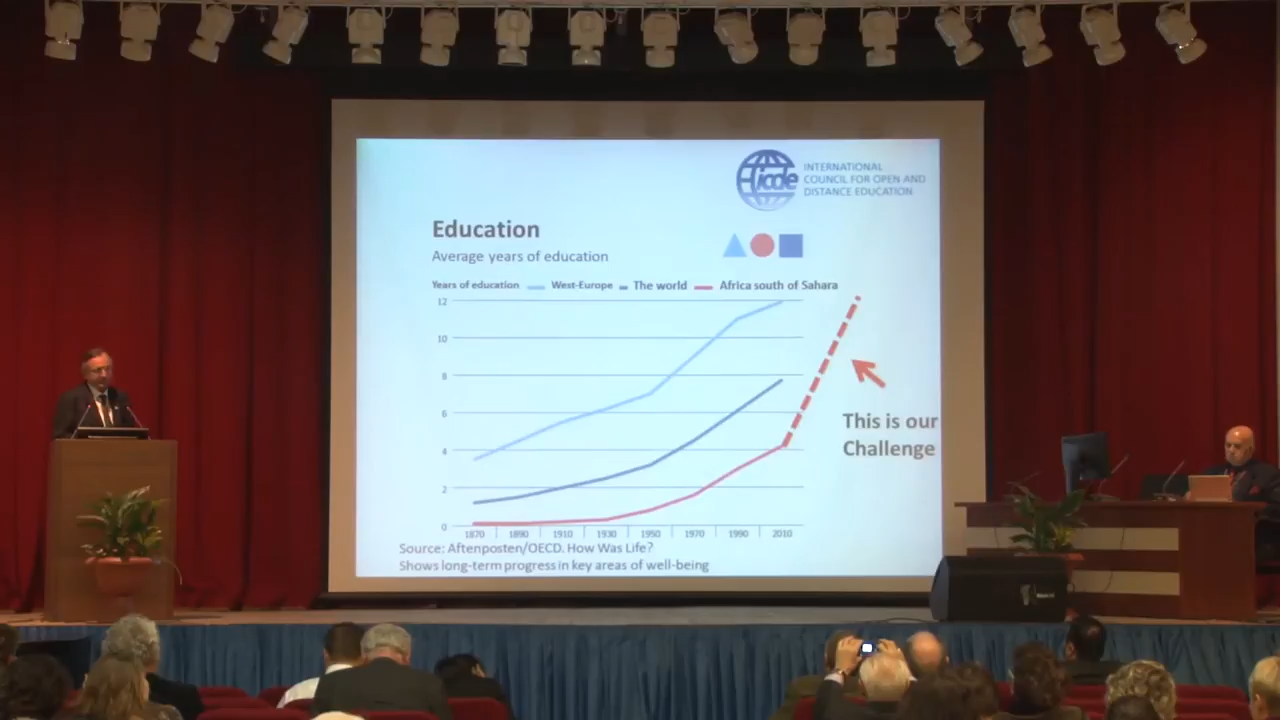 icde
INTERNATIONAL
COUNCIL FOR OPEN AND
DISTANCE EDUCATION
Education
Average years of education
Years of education West-Europe The world Africa south of Sahara
12
10
8
6
4
2
0
This is our
Challenge
1870 1890 1910 1930 1950 1970 1990 2010
Source: Aftenposten/OECD. How Was Life?
Shows long-term progress in key areas of well-being